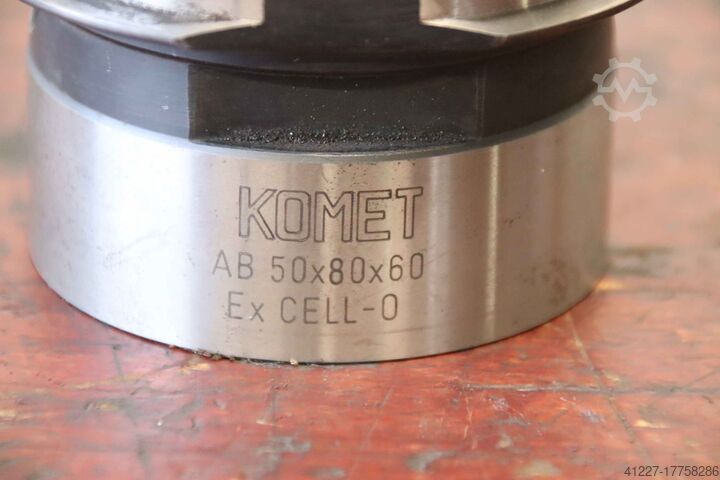 KOMET
AB 50x80x60
Ex CELL-O
41227-17758286